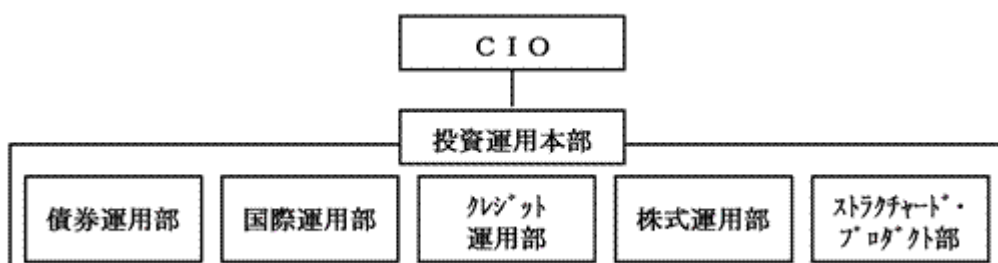 ＣＩＯ
投資運用本部
債券運用部
国際運用部
ｸﾚｼﾞｯﾄ
運用部
株式運用部
ｽﾄﾗｸﾁｬｰﾄﾞ・
ﾌﾟﾛﾀﾞｸﾄ部